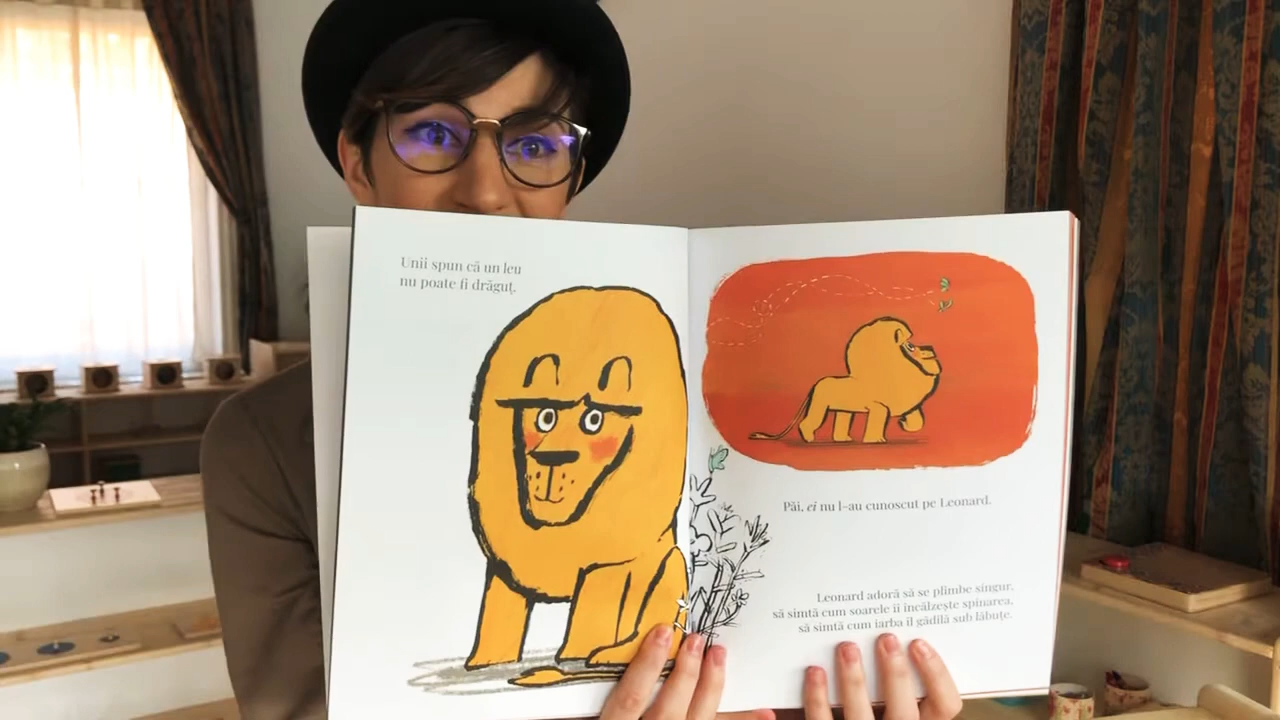 Unii spun că un leu
nu poate fi drăguț.
Păi, ei nu l-au cunoscut pe Leonard.
Leonard adoră să se plimbe singur,
să simtă cum soarele îi încălzește spinarea,
să simtă cum iarba îl gâdilă sub lăbuțe.